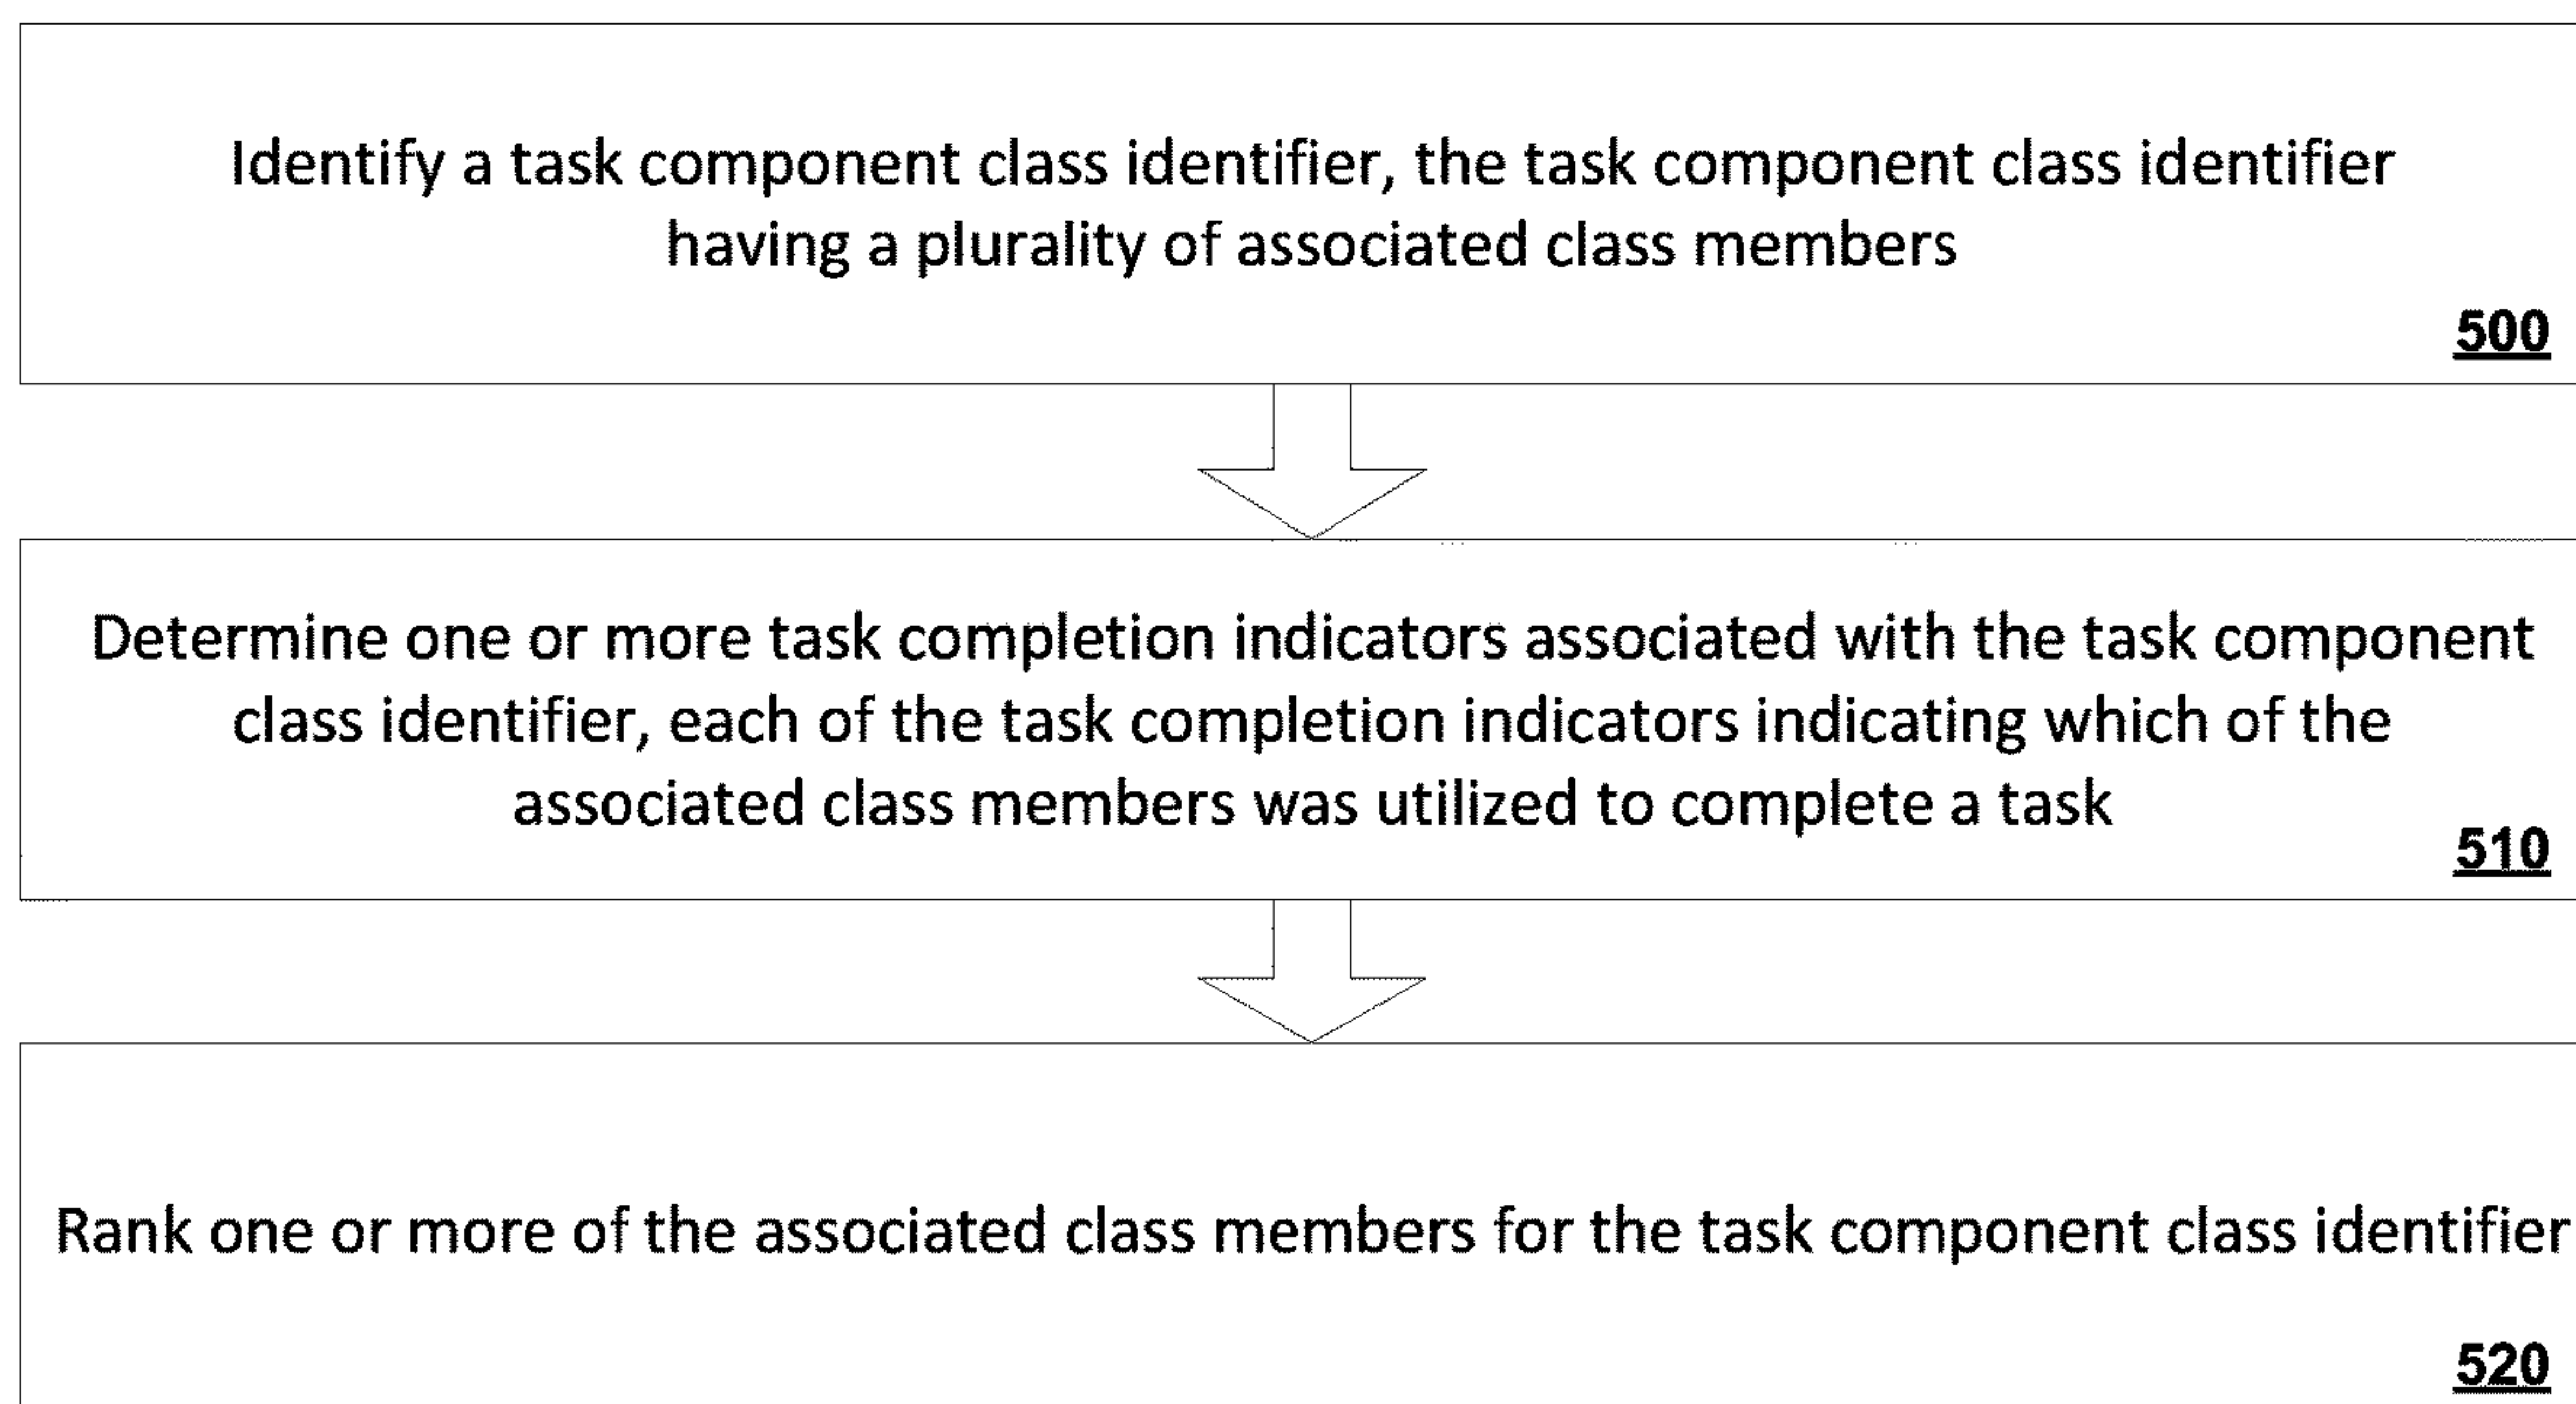 Identify a task component class identifier, the task component class identifier
having a plurality of associated class members
500
Determine one or more task completion indicators associated with the task component
class identifier, each of the task completion indicators indicating which of the
associated class members was utilized to complete a task
510
Rank one or more of the associated class members for the task component class identifier
520